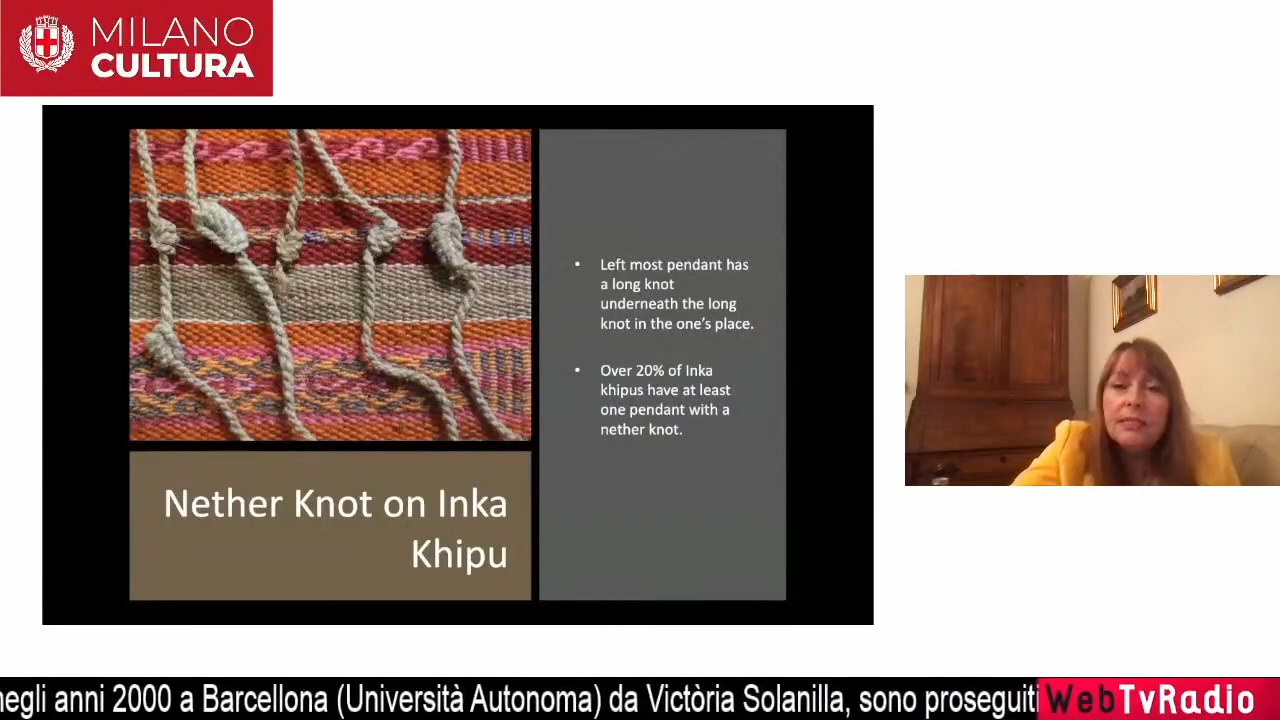 MILANO
CULTURA
Left most pendant has
a long knot
underneath the long
knot in the one's place.
Over 20% of Inka
khipus have at least
one pendant with a
nether knot.
Nether Knot on Inka
Khipu
negli anni 2000 a Barcellona (Università Autonoma) da Victòria Solanilla, sono proseguiti
WebTvRadio